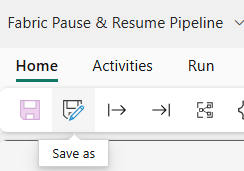 Fabric Pause & Resume Pipeline
Home Activities Run
Save as